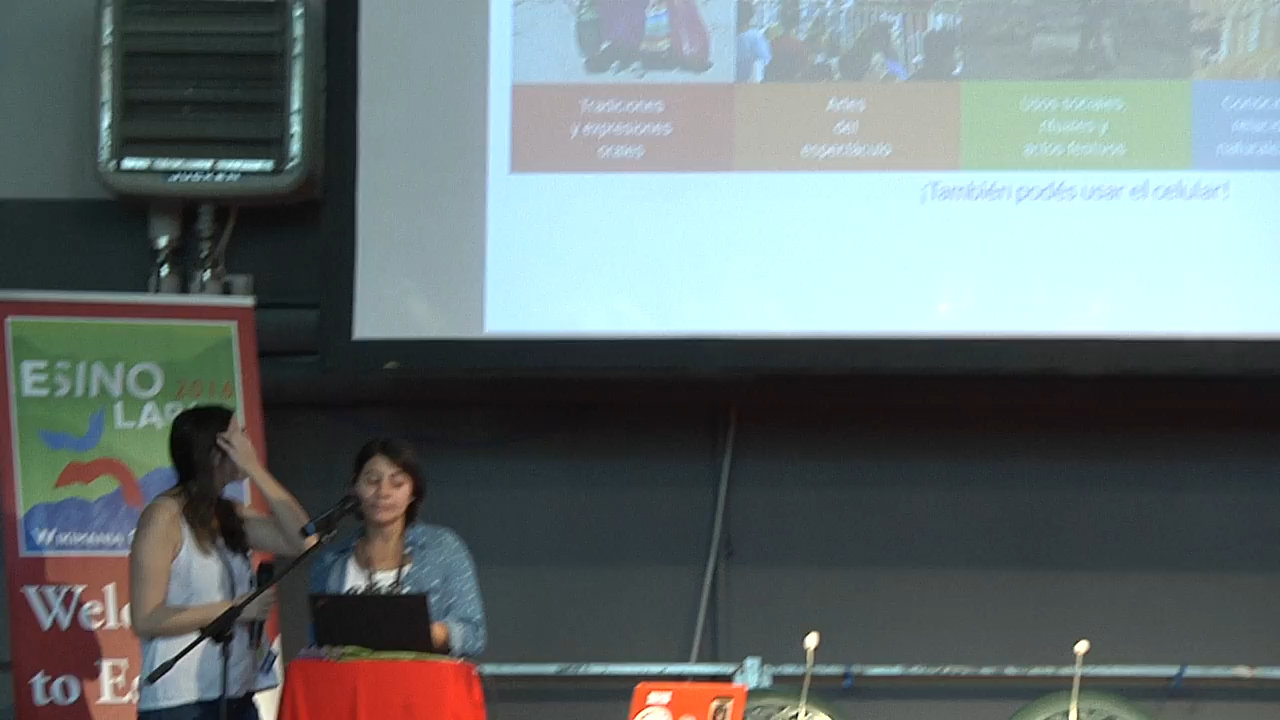 Tradiciones
y expresiones
orales
Artes
del
espectáculo
Usos sociales,
rituales y
actos festivos
¡También podés usar el celular!
ESINO
2016
Welc
to Es